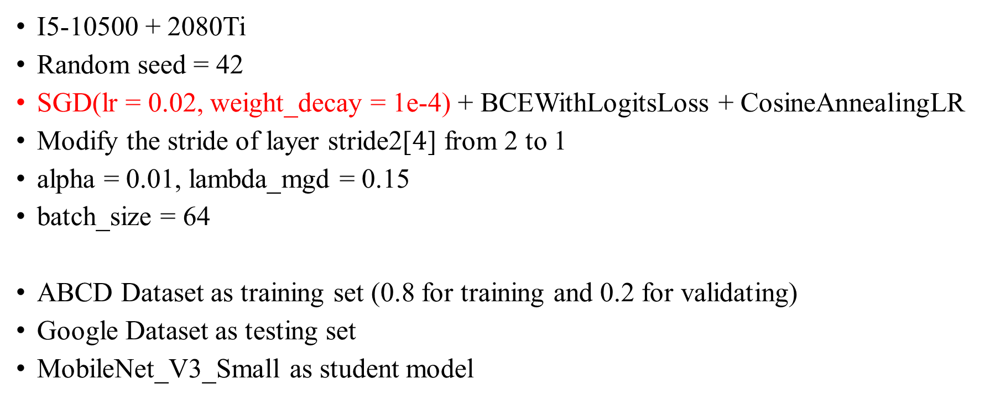 • I5-10500 + 2080Ti
• Random seed = 42
• SGD(lr = 0.02, weight_decay = 1e-4) + BCEWithLogitsLoss + CosineAnnealingLR
• Modify the stride of layer stride2[4] from 2 to 1
• alpha = 0.01, lambda_mgd = 0.15
• batch_size = 64
• ABCD Dataset as training set (0.8 for training and 0.2 for validating)
• Google Dataset as testing set
• MobileNet_V3_Small as student model